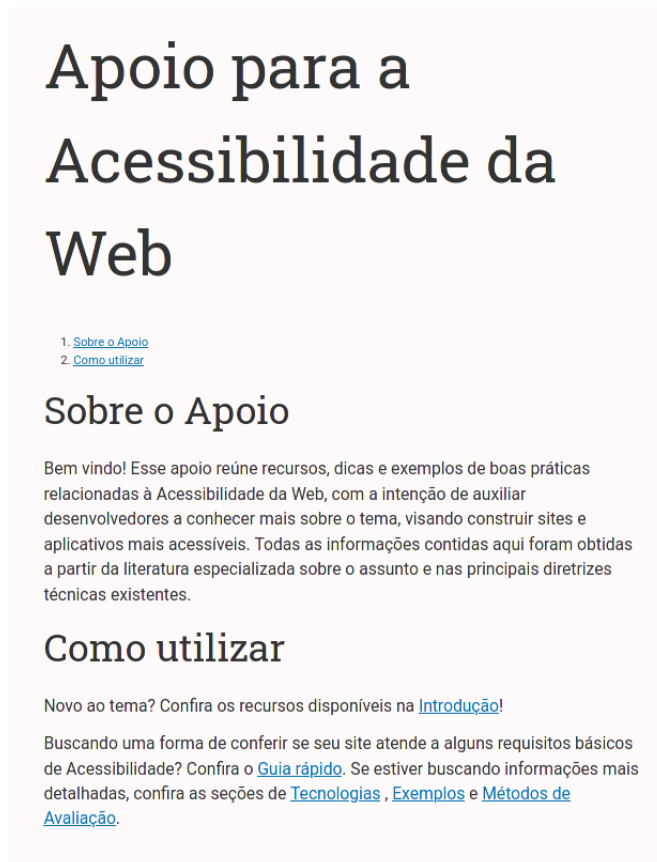 Apoio para a
Acessibilidade da
Web
1. Sobre o Apoio
2. Como utilizar
Sobre o Apoio
Bem vindo! Esse apoio reúne recursos, dicas e exemplos de boas práticas
relacionadas à Acessibilidade da Web, com a intenção de auxiliar
desenvolvedores a conhecer mais sobre o tema, visando construir sites e
aplicativos mais acessíveis. Todas as informações contidas aqui foram obtidas
a partir da literatura especializada sobre o assunto e nas principais diretrizes
técnicas existentes.
Como utilizar
Novo ao tema? Confira os recursos disponíveis na Introdução!
Buscando uma forma de conferir se seu site atende a alguns requisitos básicos
de Acessibilidade? Confira o Guia rápido. Se estiver buscando informações mais
detalhadas, confira as seções de Tecnologias , Exemplos e Métodos de
Avaliação.